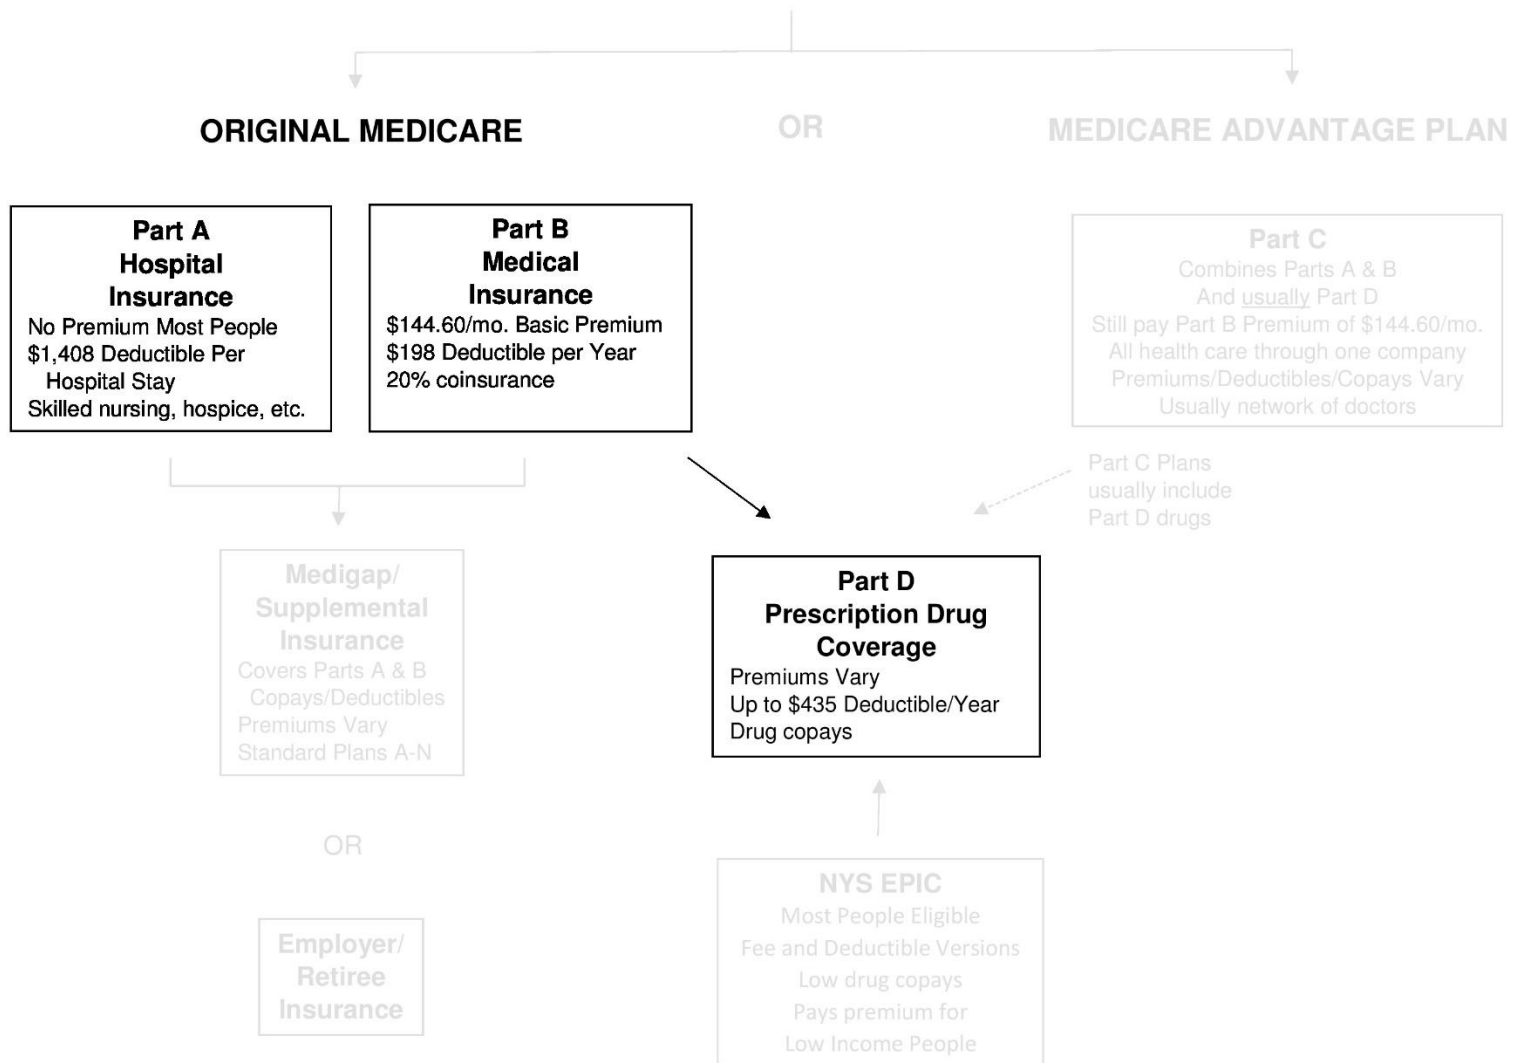 ORIGINAL MEDICARE
OR
MEDICARE ADVANTAGE PLAN
Part A
Hospital
Insurance
No Premium Most People
$1,408 Deductible Per
Hospital Stay
Skilled nursing, hospice, etc.
Part B
Medical
Insurance
$144.60/mo. Basic Premium
$198 Deductible per Year
20% coinsurance
Part C
Combines Parts A & B
And usually Part D
Still pay Part B Premium of $144.60/mo.
All health care through one company
Premiums/Deductibles/Copays Vary
Usually network of doctors
Part C Plans
usually include
Part D drugs
Medigap/
Supplemental
Insurance
Covers Parts A & B
Copays/Deductibles
Premiums Vary
Standard Plans A-N
Part D
Prescription Drug
Coverage
Premiums Vary
Up to $435 Deductible/Year
Drug copays
OR
Employer/
Retiree
Insurance
NYS EPIC
Most People Eligible
Fee and Deductible Versions
Low drug copays
Pays premium for
Low Income People